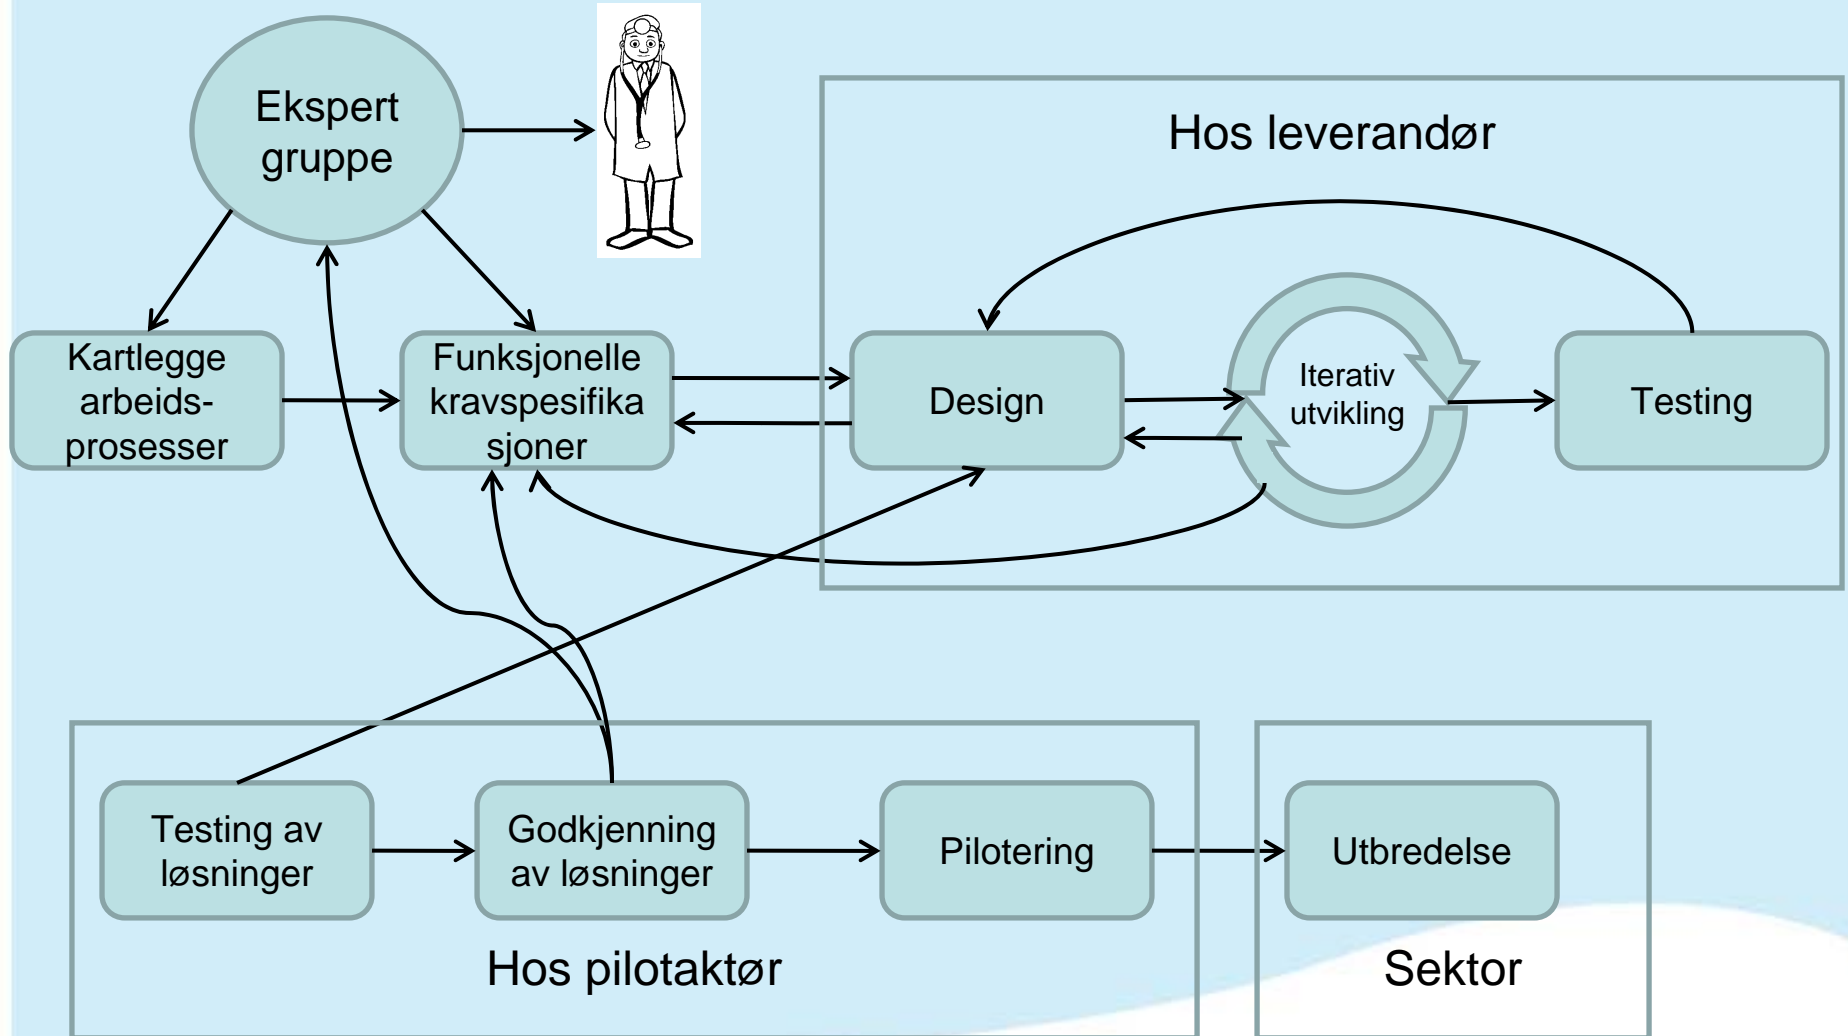 Ekspert
gruppe
Hos leverandør
Kartlegge
arbeids-
prosesser
Funksjonelle
kravspesifika
sjoner
Design
Iterativ
utvikling
Testing
Testing av
løsninger
Godkjenning
av løsninger
Pilotering
Utbredelse
Hos pilotaktør
Sektor